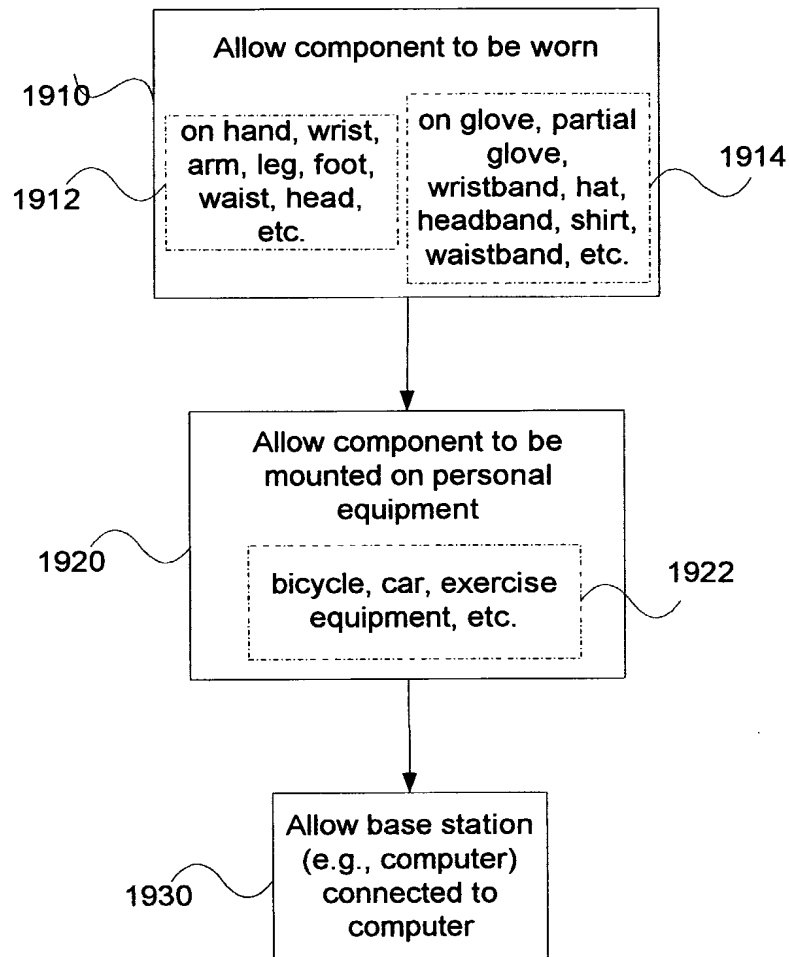 Allow component to be worn
1910
on hand, wrist,
arm, leg, foot,
waist, head,
etc.
1912
on glove, partial
glove,
wristband, hat,
headband, shirt,
waistband, etc.
1914
Allow component to be
mounted on personal
equipment
1920
bicycle, car, exercise
equipment, etc.
1922
Allow base station
(e.g., computer)
connected to
computer
1930